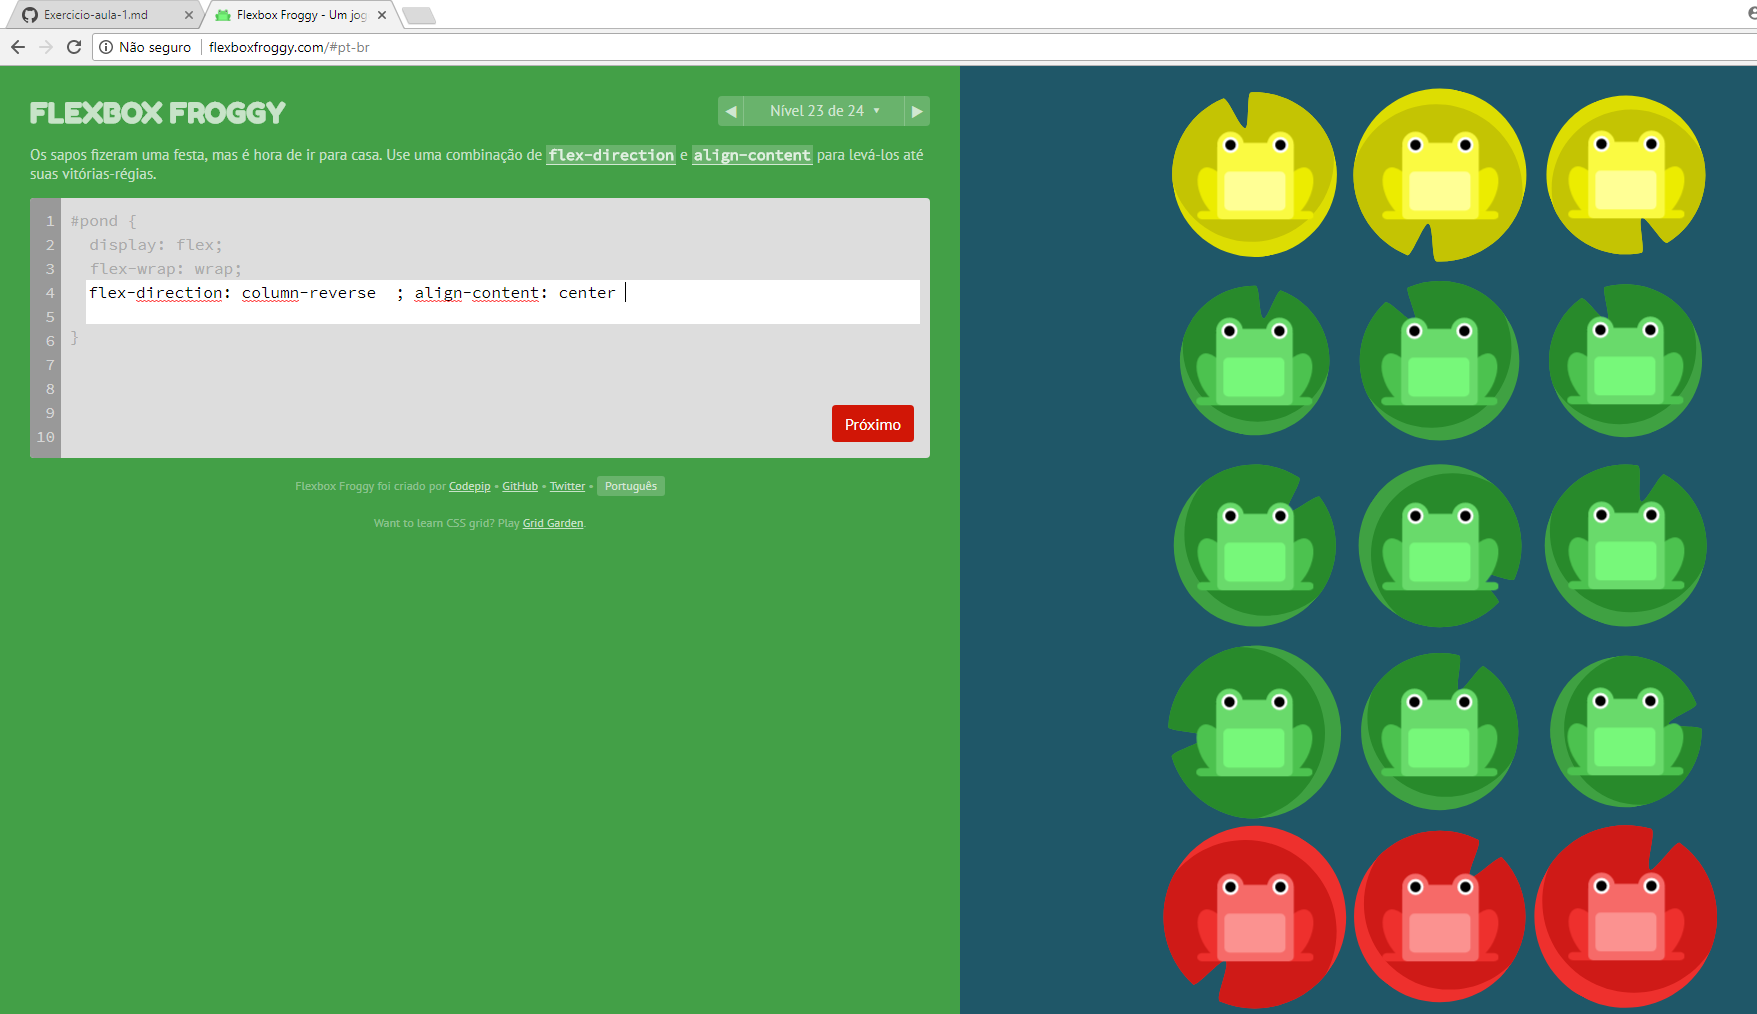 Exercicio-aula-1.md
Flexbox Froggy - Um jog
Não seguro
flexboxfroggy.com/#pt-br
FLEXBOX FROGGY
Nível 23 de 24
Os sapos fizeram uma festa, mas é hora de ir para casa. Use uma combinação de flex-direction e align-content para levá-los até
suas vitórias-régias.
1 #pond {
2 display: flex;
3 flex-wrap: wrap;
4 flex-direction: column-reverse  ; align-content: center
5
6 }
7
8
9
10
Próximo
Flexbox Froggy foi criado por Codepip • GitHub • Twitter • Português
Want to learn CSS grid? Play Grid Garden.